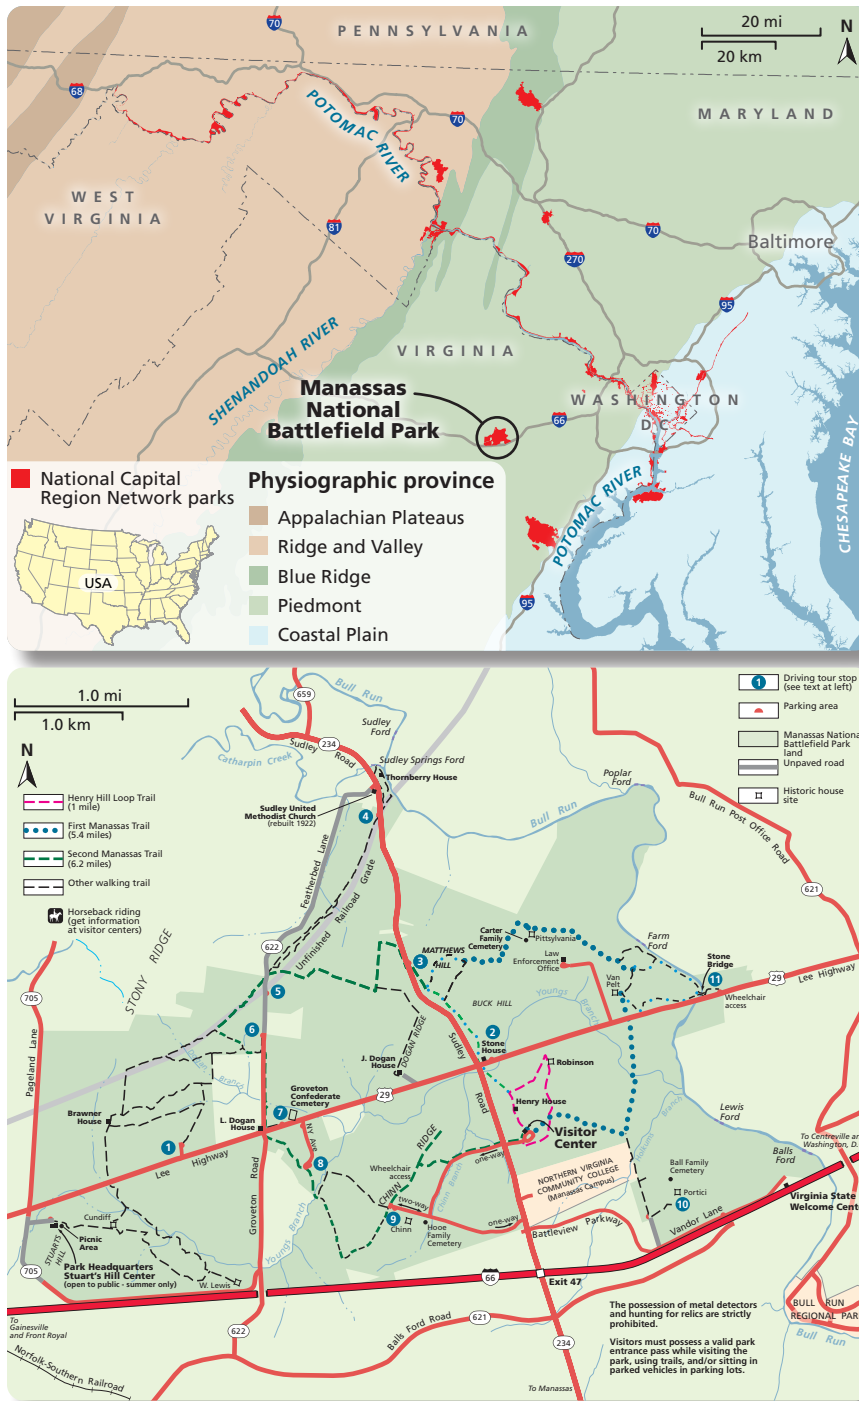 20 mi
20 km
N
PENNSYLVANIA
70
68
POTOMAC RIVER
70
MARYLAND
WEST
VIRGINIA
81
70
Baltimore
270
95
SHENANDOAH RIVER
VIRGINIA
Manassas
National
Battlefield Park
WASHINGTON
DC
66
CHESAPEAKE BAY
POTOMAC RIVER
95
National Capital
Region Network parks
USA
Physiographic province
Appalachian Plateaus
Ridge and Valley
Blue Ridge
Piedmont
Coastal Plain
1.0 mi
1.0 km
N
Henry Hill Loop Trail
(1 mile)
First Manassas Trail
(5.4 miles)
Second Manassas Trail
(6.2 miles)
Other walking trail
Horseback riding
(get information
at visitor centers)
1
Driving tour stop
(see text at left)
Parking area
Manassas Nationa
Battlefield Park
land
Unpaved road
Historic house
site
659
Bull Run
Sudley
Ford
234
Sudley Road
Catharpin Creek
Sudley Springs Ford
Thornberry House
Sudley United
Methodist Church
(rebuilt 1922)
4
Poplar
Ford
Bull Run
Bull Run Post Office Road
621
Featherbed Lane
Unfinished Railroad Grade
622
STONY RIDGE
705
Pageland Lane
MATTHEWS
HILL
3
Carter
Family
Cemetery
Pittsylvania
Law
Enforcement
Office
Farm
Ford
Stone
Bridge
11
29
Lee Highway
Wheelchair
access
Van
Pelt
Youngs
Branch
BUCK HILL
5
6
2
Stone
House
Sudley
Road
DOGAN RIDGE
J. Dogan
House
29
Robinson
Henry House
Visitor
Center
Groveton
Confederate
Cemetery
7
L. Dogan
House
Brawner
House
1
Lee Highway
NY Ave
8
Branch
Lewis
Ford
Balls
Ford
To Centreville an
Washington, D.
Virginia State
Welcome Cent
NORTHERN VIRGINIA
COMMUNITY COLLEGE
(Manassas Campus)
Ball Family
Cemetery
Portici
10
Vandor Lane
Battleview Parkway
one-way
one-way
two-way
Wheelchair
access
CHINN RIDGE
Chinn Branch
9
Chinn
Hooe
Family
Cemetery
Groveton Road
Youngs Branch
Cundiff
Picnic
Area
STUARTS
HILL
Park Headquarters
Stuart's Hill Center
(open to public - summer only)
W. Lewis
705
66
Exit 47
622
621
Balls Ford Road
234
To Manassas
To
Gainesville
and Front Royal
Norfolk-Southern Railroad
The possession of metal detectors
and hunting for relics are strictly
prohibited.
Visitors must possess a valid park
entrance pass while visiting the
park, using trails, and/or sitting in
parked vehicles in parking lots.
BULL RUN
REGIONAL PAR
Bull Run